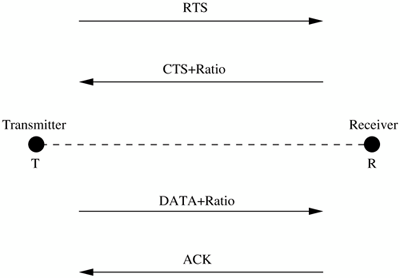 RTS
CTS+Ratio
Transmitter
Receiver
T
R
DATA+Ratio
ACK